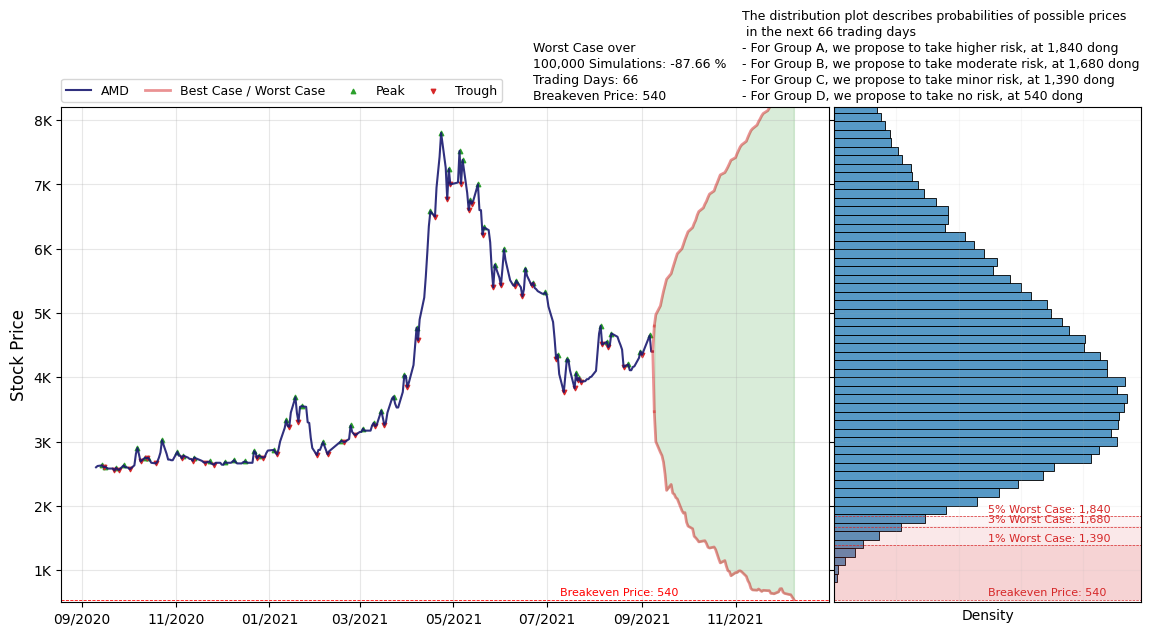 The distribution plot describes probabilities of possible prices
in the next 66 trading days
- For Group A, we propose to take higher risk, at 1,840 dong
- For Group B, we propose to take moderate risk, at 1,680 dong
- For Group C, we propose to take minor risk, at 1,390 dong
- For Group D, we propose to take no risk, at 540 dong
Worst Case over
100,000 Simulations: -87.66 %
Trading Days: 66
Breakeven Price: 540
AMD
Best Case / Worst Case
Peak
Trough
Stock Price
8K
7K
6K
5K
4K
3K
2K
1K
Breakeven Price: 540
09/2020
11/2020
01/2021
03/2021
05/2021
07/2021
09/2021
11/2021
5% Worst Case: 1,840
3% Worst Case: 1,680
1% Worst Case: 1,390
Breakeven Price: 540
Density